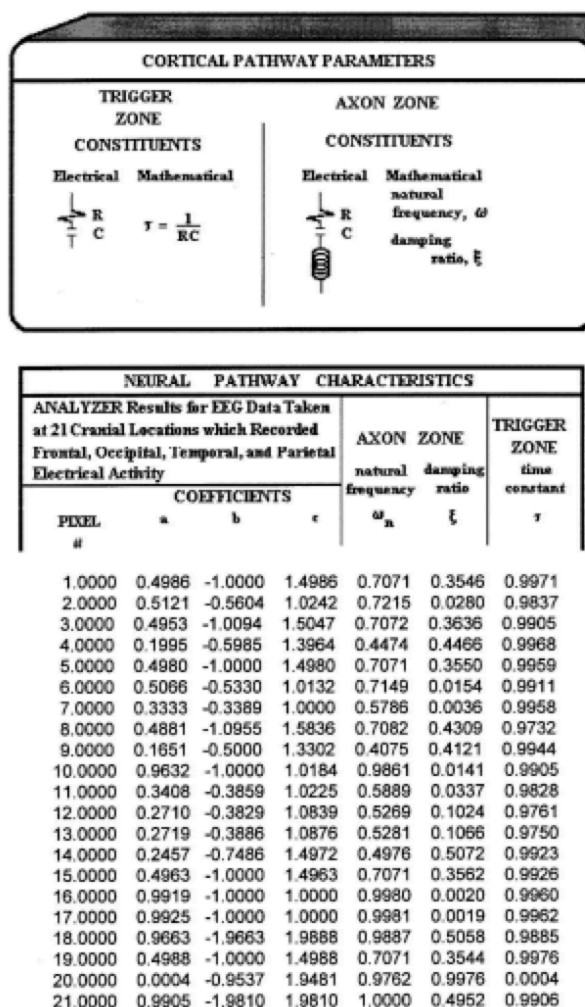 CORTICAL PATHWAY PARAMETERS
TRIGGER
ZONE
CONSTITUENTS
Electrical Mathematical
R
C
τ = 1/RC
AXON ZONE
CONSTITUENTS
Electrical Mathematical
natural
frequency, ω
damping
ratio, ξ
R
C
NEURAL PATHWAY CHARACTERISTICS
ANALYZER Results for EEG Data Taken
at 21 Cranial Locations which Recorded
Frontal, Occipital, Temporal, and Parietal
Electrical Activity
COEFFICIENTS
PIXEL a b c
#
AXON ZONE
natural damping
frequency ratio
ωn ξ
TRIGGER
ZONE
time
constant
τ
1.0000 0.4986 -1.0000 1.4986 0.7071 0.3546 0.9971
2.0000 0.5121 -0.5604 1.0242 0.7215 0.0280 0.9837
3.0000 0.4953 -1.0094 1.5047 0.7072 0.3636 0.9905
4.0000 0.1995 -0.5985 1.3964 0.4474 0.4466 0.9968
5.0000 0.4980 -1.0000 1.4980 0.7071 0.3550 0.9959
6.0000 0.5066 -0.5330 1.0132 0.7149 0.0154 0.9911
7.0000 0.3333 -0.3389 1.0000 0.5786 0.0036 0.9958
8.0000 0.4881 -1.0955 1.5836 0.7082 0.4309 0.9732
9.0000 0.1651 -0.5000 1.3302 0.4075 0.4121 0.9944
10.0000 0.9632 -1.0000 1.0184 0.9861 0.0141 0.9905
11.0000 0.3408 -0.3859 1.0225 0.5889 0.0337 0.9828
12.0000 0.2710 -0.3829 1.0839 0.5269 0.1024 0.9761
13.0000 0.2719 -0.3886 1.0876 0.5281 0.1066 0.9750
14.0000 0.2457 -0.7486 1.4972 0.4976 0.5072 0.9923
15.0000 0.4963 -1.0000 1.4963 0.7071 0.3562 0.9926
16.0000 0.9919 -1.0000 1.0000 0.9980 0.0020 0.9960
17.0000 0.9925 -1.0000 1.0000 0.9981 0.0019 0.9962
18.0000 0.9663 -1.9663 1.9888 0.9887 0.5058 0.9885
19.0000 0.4988 -1.0000 1.4988 0.7071 0.3544 0.9976
20.0000 0.0004 -0.9537 1.9481 0.9762 0.9976 0.0004
21.0000 0.9905 -1.9810 1.9810 1.0000 0.4952 0.9906